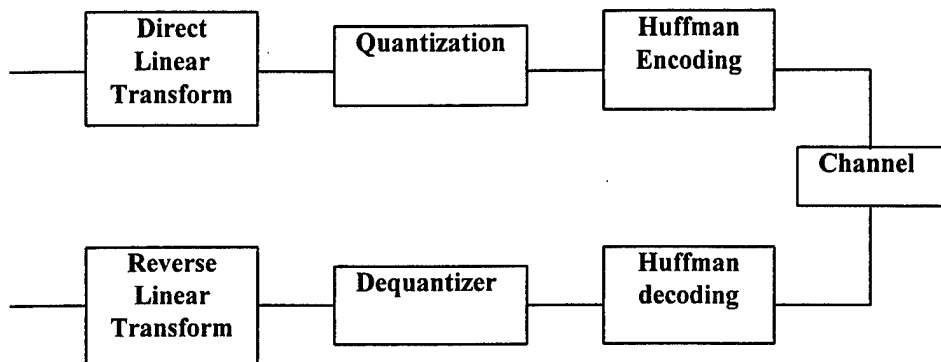 Direct
Linear
Transform
Quantization
Huffman
Encoding
Channel
Reverse
Linear
Transform
Dequantizer
Huffman
decoding